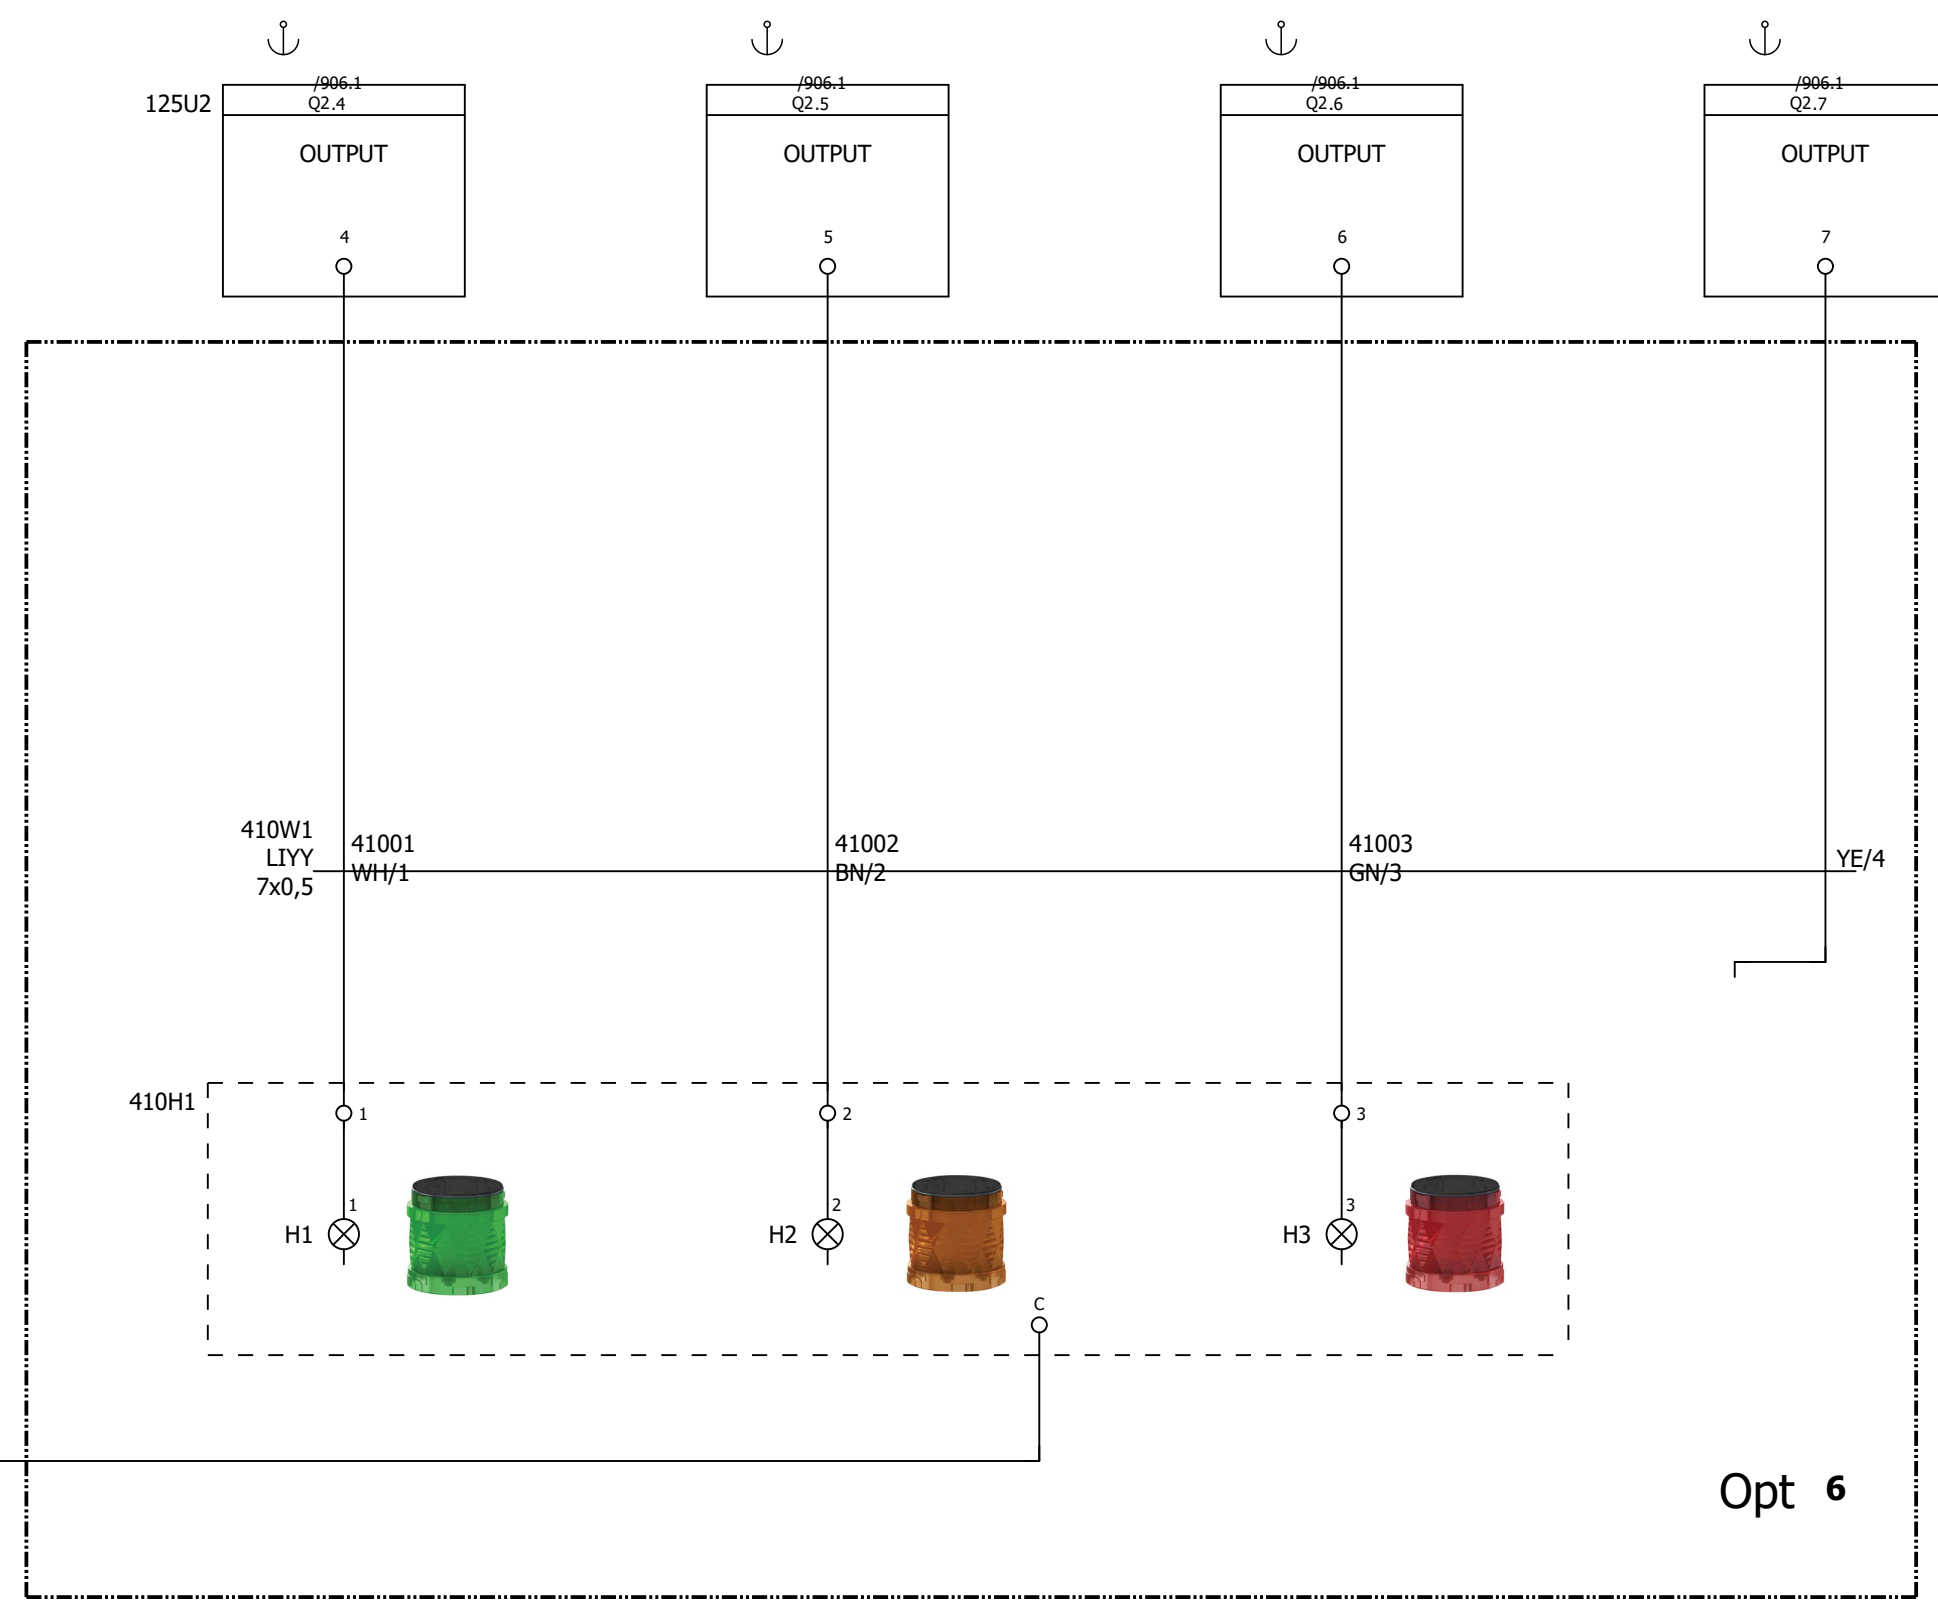 /906.1
/906.1
/906.1
/906.1
125U2
Q2.4
Q2.5
Q2.6
Q2.7
OUTPUT
OUTPUT
OUTPUT
OUTPUT
4
5
6
7
410W1
LIYY
7x0,5
41001
WH/1
41002
BN/2
41003
GN/3
YE/4
410H1
1
2
3
1
2
3
H1
H2
H3
C
Opt 6